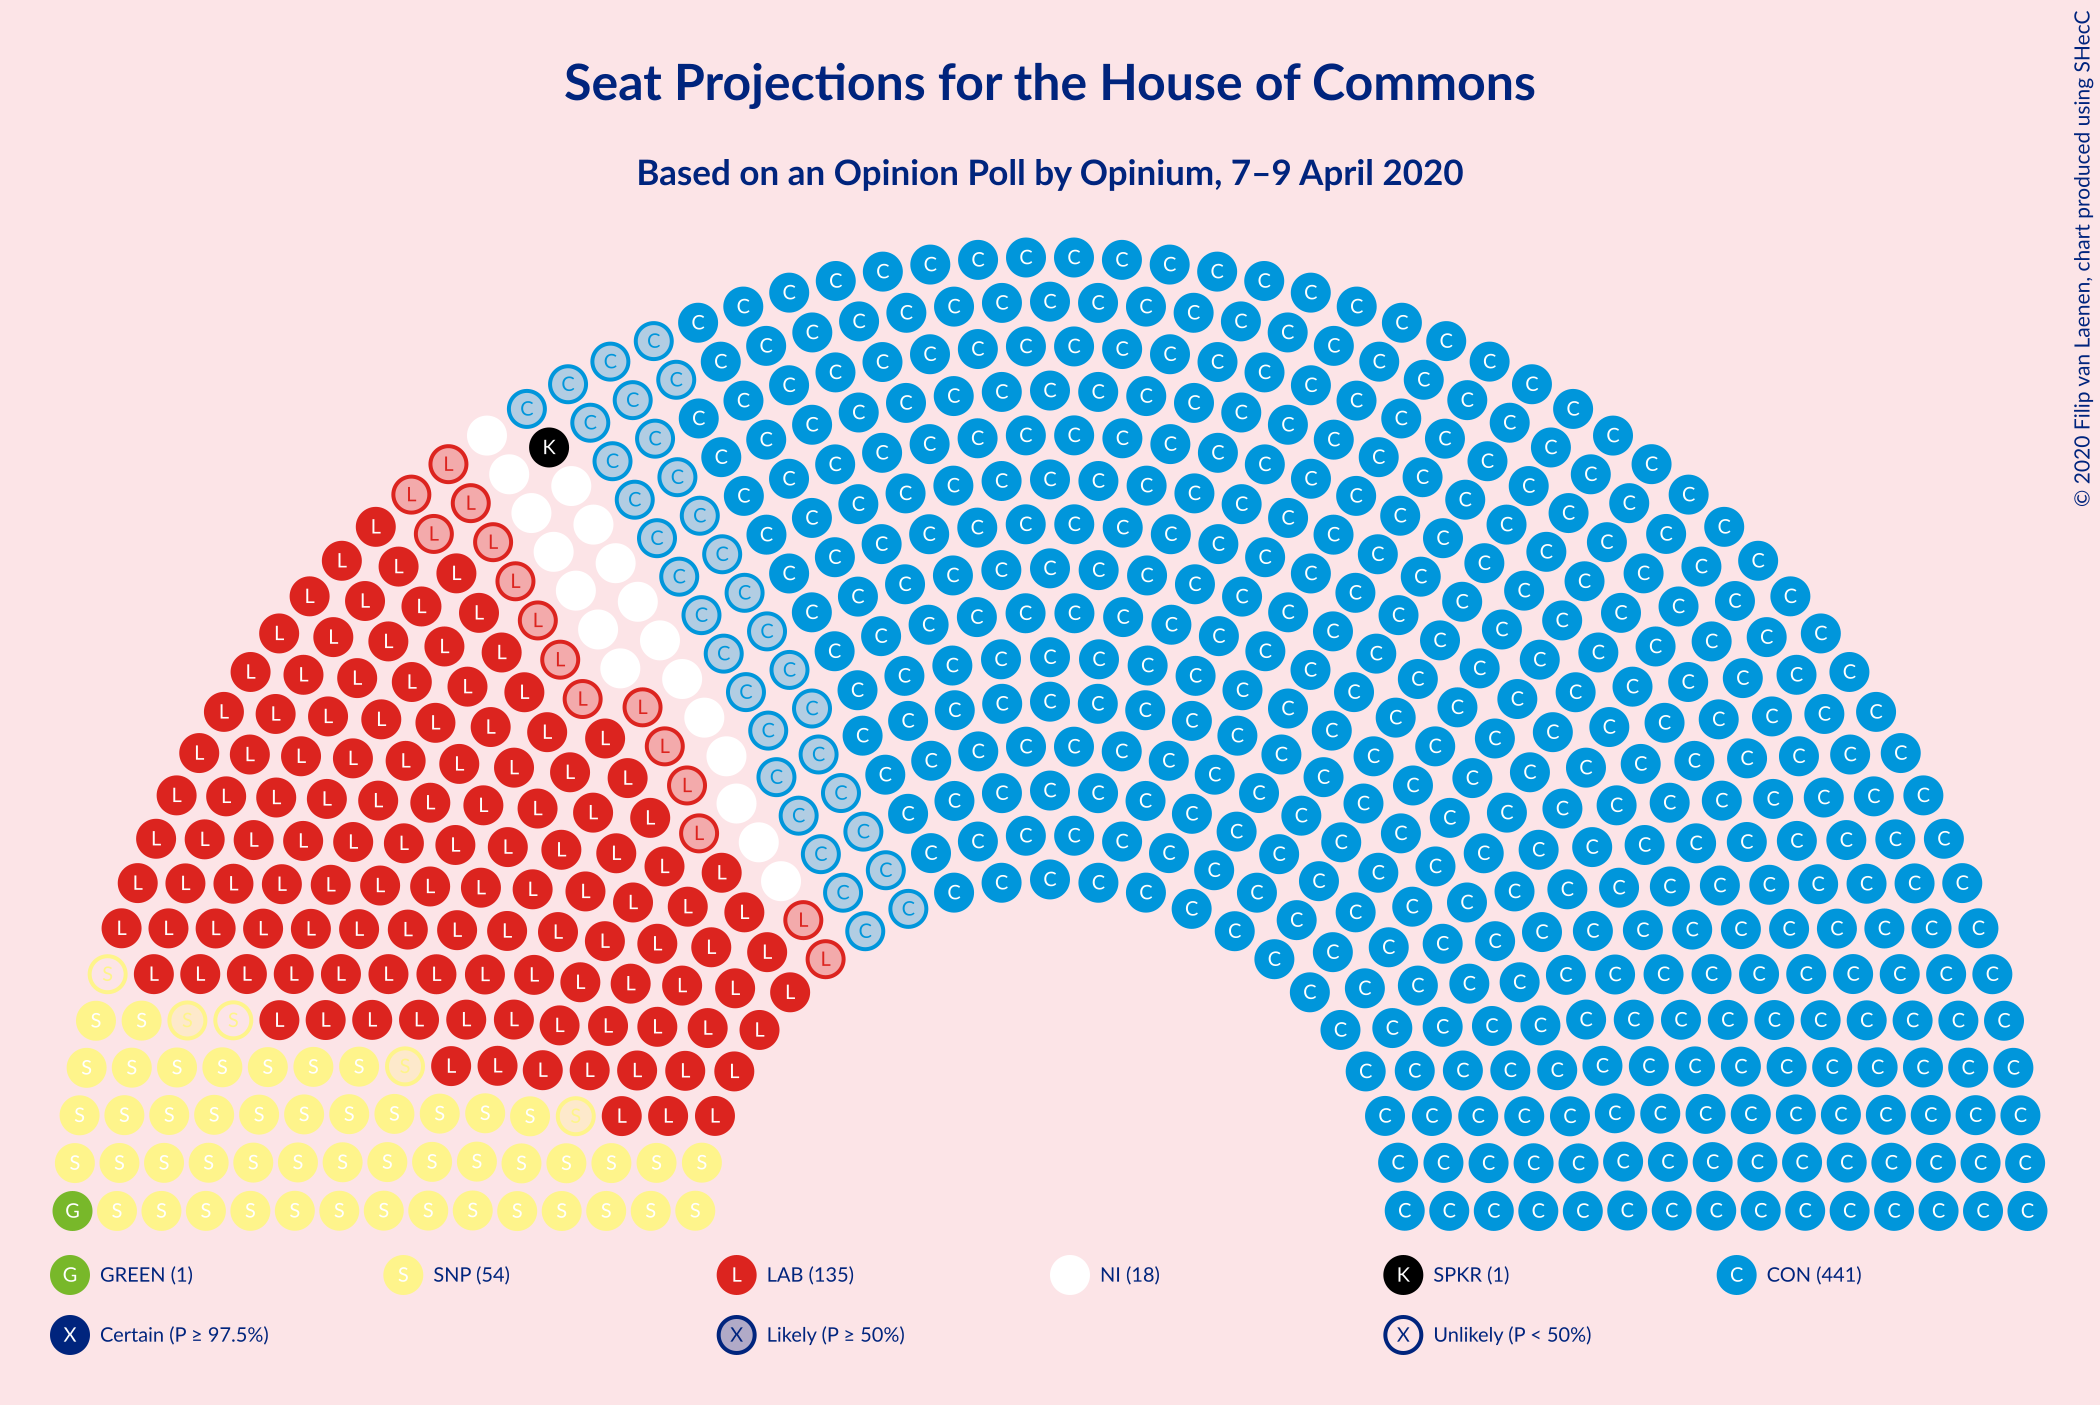 Seat Projections for the House of Commons
Based on an Opinion Poll by Opinium, 7–9 April 2020
© 2020 Filip van Laenen, chart produced using SHecC
G GREEN (1) S SNP (54) L LAB (135) NI (18) K SPKR (1) C CON (441)
X Certain (P ≥ 97.5%) X Likely (P ≥ 50%) X Unlikely (P < 50%)